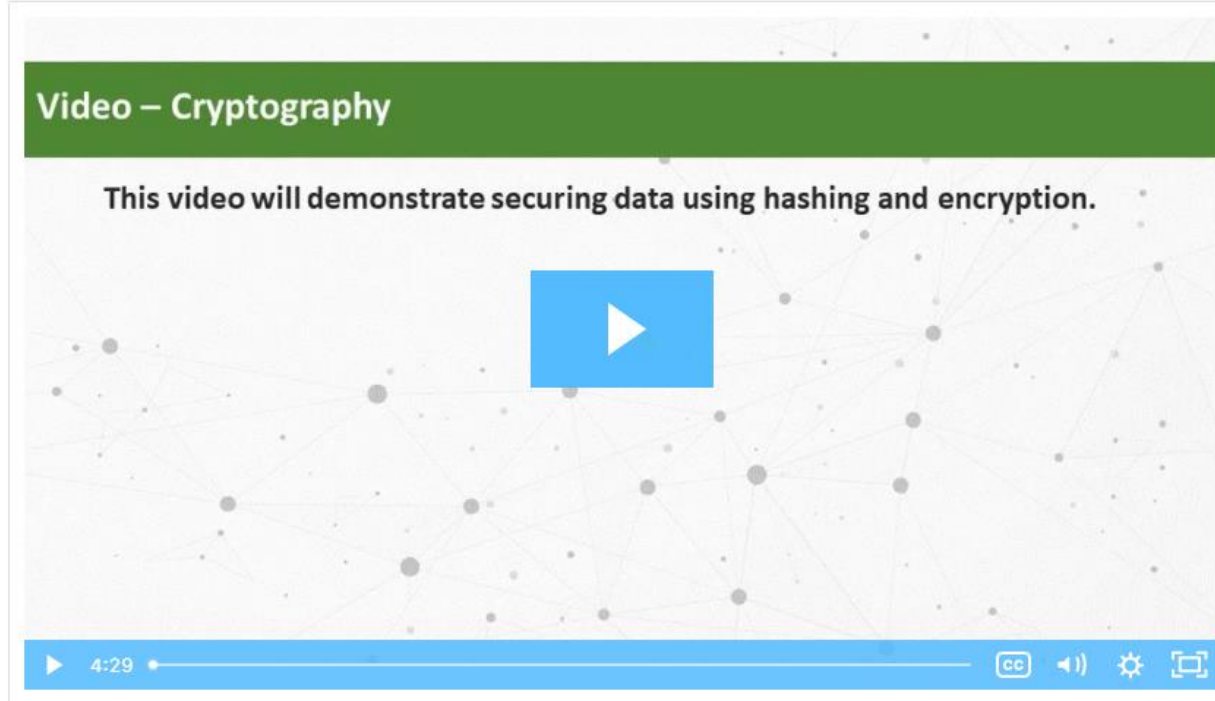 Video – Cryptography
This video will demonstrate securing data using hashing and encryption.
4:29
CC